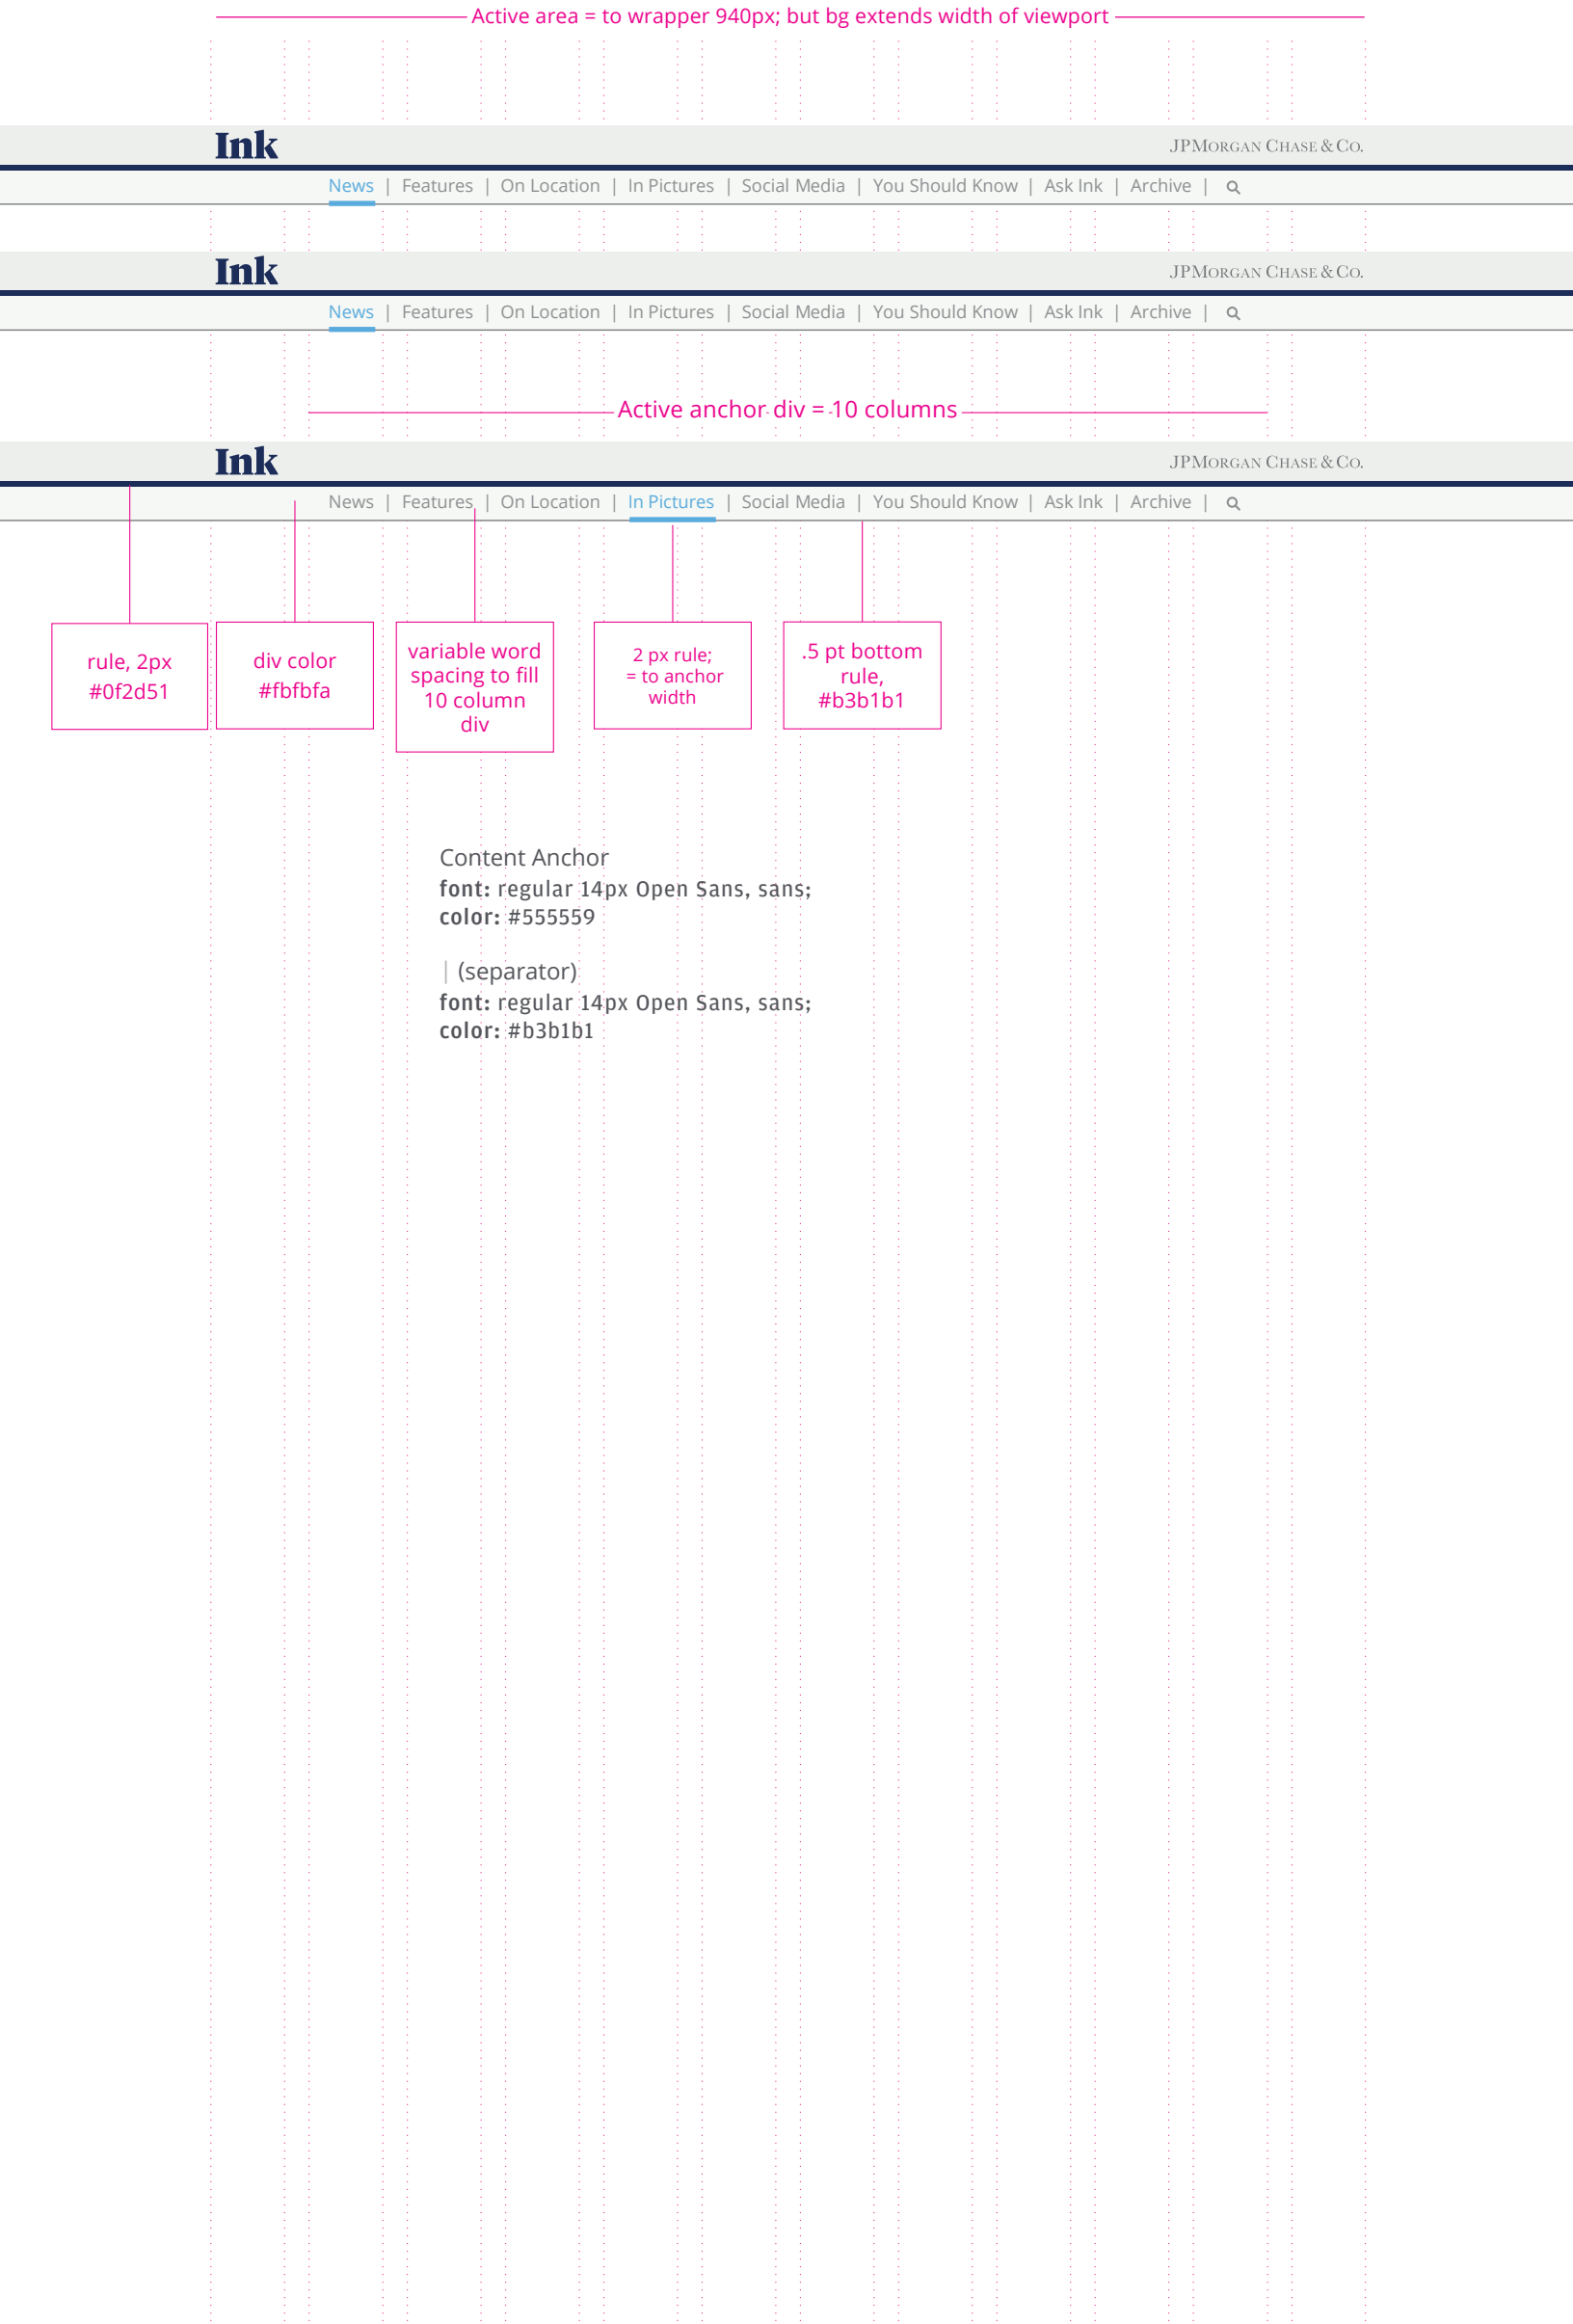 Active area = to wrapper 940px; but bg extends width of viewport
Ink JPMorgan Chase & Co.
News | Features | On Location | In Pictures | Social Media | You Should Know | Ask Ink | Archive |
Ink JPMorgan Chase & Co.
News | Features | On Location | In Pictures | Social Media | You Should Know | Ask Ink | Archive |
Active anchor div = 10 columns
Ink JPMorgan Chase & Co.
News | Features | On Location | In Pictures | Social Media | You Should Know | Ask Ink | Archive |
rule, 2px
#0f2d51
div color
#fbfbfa
variable word
spacing to fill
10 column
div
2 px rule;
= to anchor
width
.5 pt bottom
rule,
#b3b1b1
Content Anchor
font: regular 14px Open Sans, sans;
color: #555559
| (separator)
font: regular 14px Open Sans, sans;
color: #b3b1b1